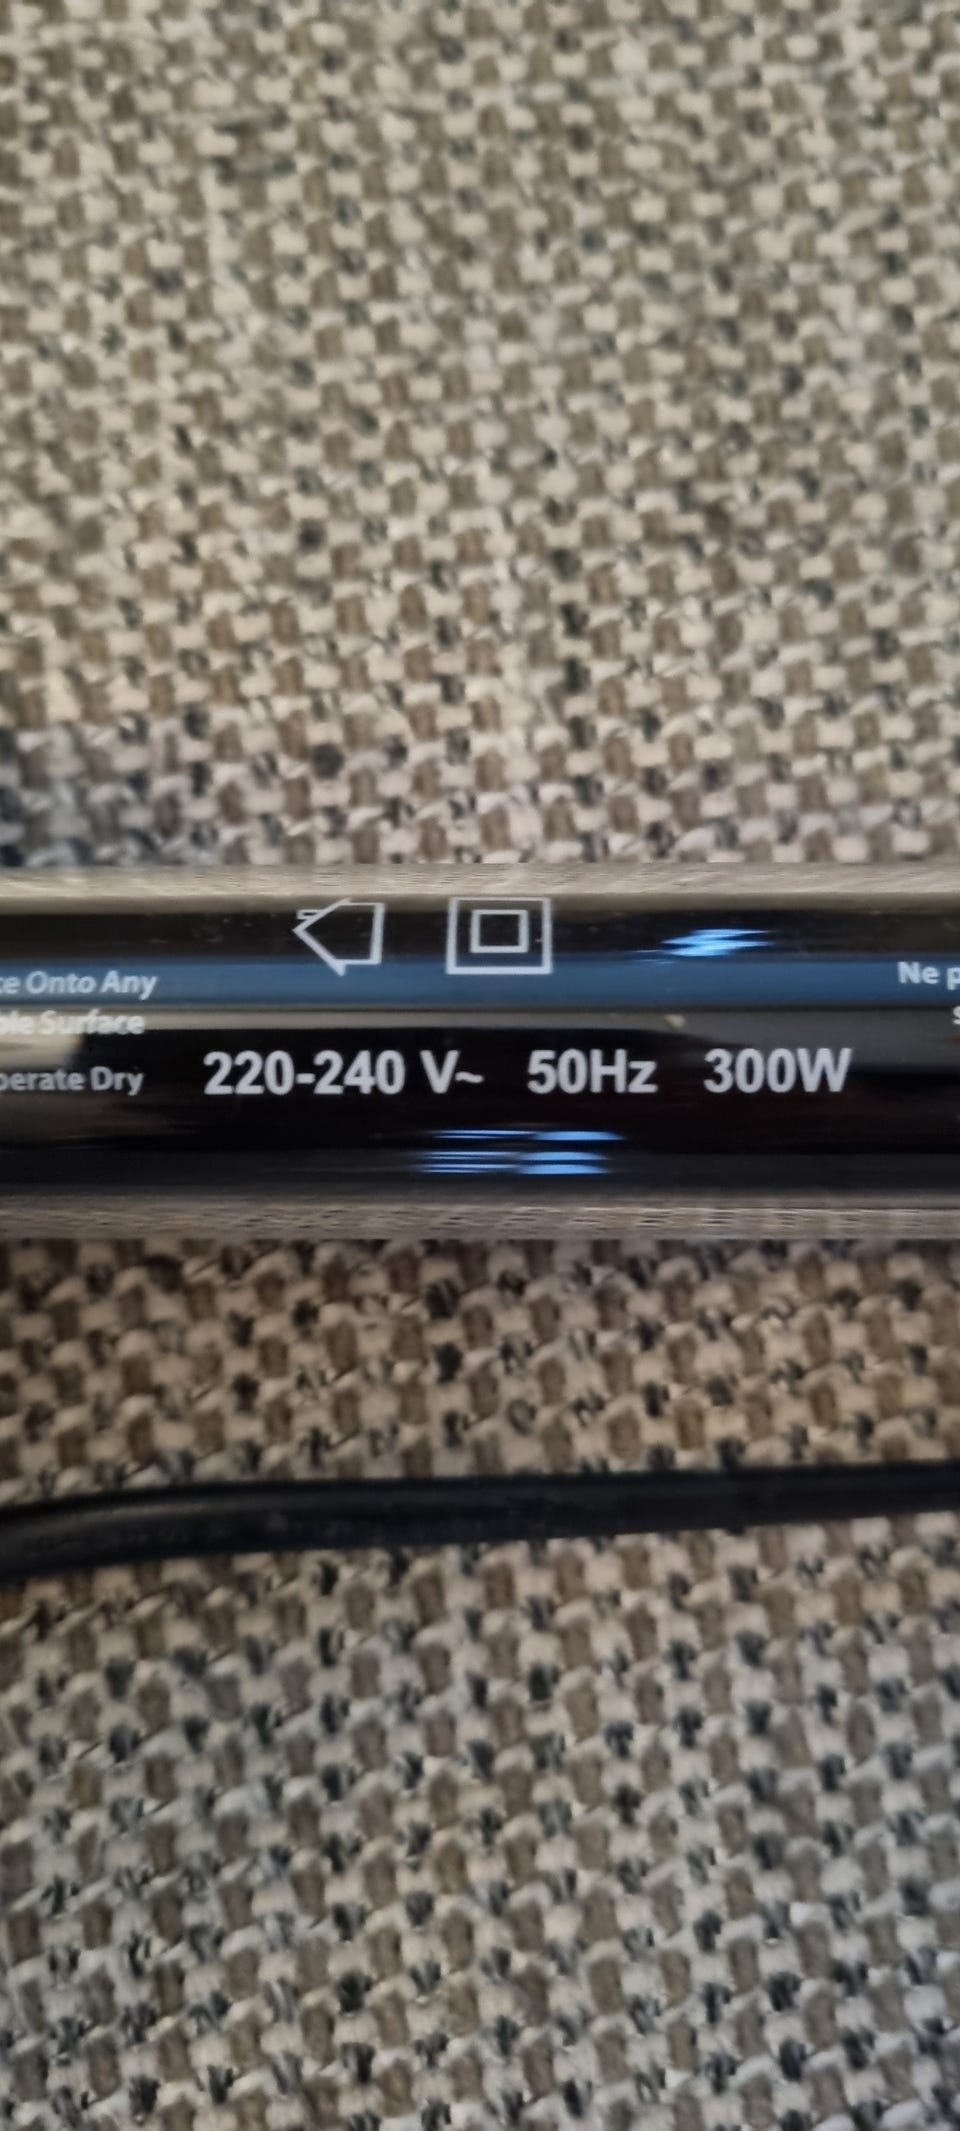 Onto Any
Surface
Dry
220-240 V~ 50Hz 300W
Ne